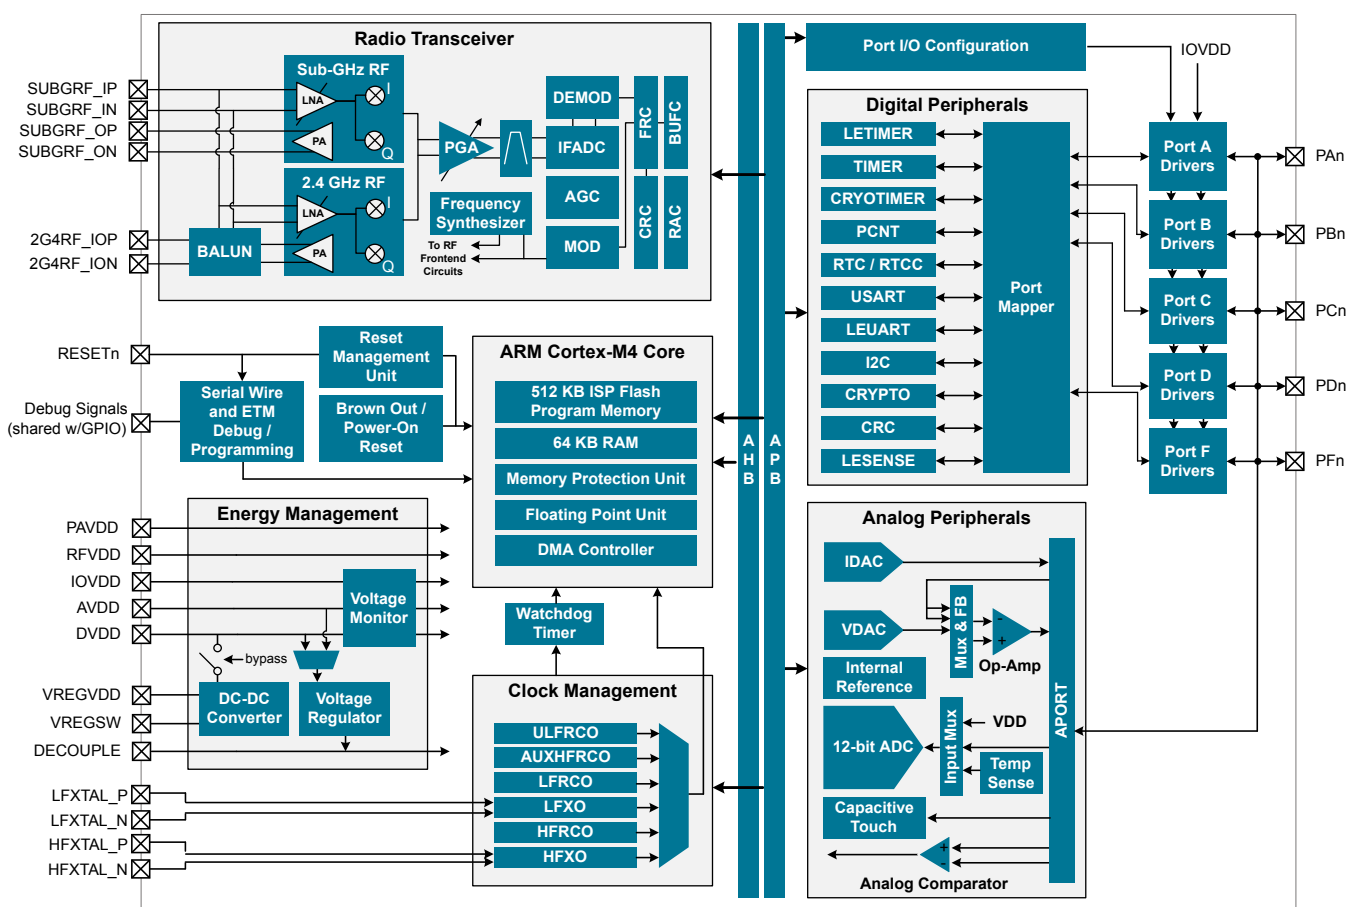 Radio Transceiver
SUBGRF_IP
SUBGRF_IN
SUBGRF_OP
SUBGRF_ON
2G4RF_IOP
2G4RF_ION
BALUN
Sub-GHz RF
LNA
I
PA
Q
2.4 GHz RF
LNA
I
PA
Q
PGA
Frequency
Synthesizer
To RF
Frontend
Circuits
DEMOD
IFADC
AGC
MOD
FRC
BUFC
CRC
RAC
RESETn
Debug Signals
(shared w/GPIO)
Reset
Management
Unit
Serial Wire
and ETM
Debug /
Programming
Brown Out /
Power-On
Reset
ARM Cortex-M4 Core
512 KB ISP Flash
Program Memory
64 KB RAM
Memory Protection Unit
Floating Point Unit
DMA Controller
Watchdog
Timer
Energy Management
PAVDD
RFVDD
IOVDD
AVDD
DVDD
VREGVDD
VREGSW
DECOUPLE
Voltage
Monitor
bypass
DC-DC
Converter
Voltage
Regulator
Clock Management
LFXTAL_P
LFXTAL_N
HFXTAL_P
HFXTAL_N
ULFRCO
AUXHFRCO
LFRCO
LFXO
HFRCO
HFXO
AHB
APB
Port I/O Configuration
IOVDD
Digital Peripherals
LETIMER
TIMER
CRYOTIMER
PCNT
RTC / RTCC
USART
LEUART
I2C
CRYPTO
CRC
LESENSE
Port
Mapper
Port A
Drivers
Port B
Drivers
Port C
Drivers
Port D
Drivers
Port F
Drivers
PAn
PBn
PCn
PDn
PFn
Analog Peripherals
IDAC
VDAC
Mux & FB
-
+
Op-Amp
Internal
Reference
12-bit ADC
Input Mux
VDD
Temp
Sense
APORT
Capacitive
Touch
+
-
Analog Comparator